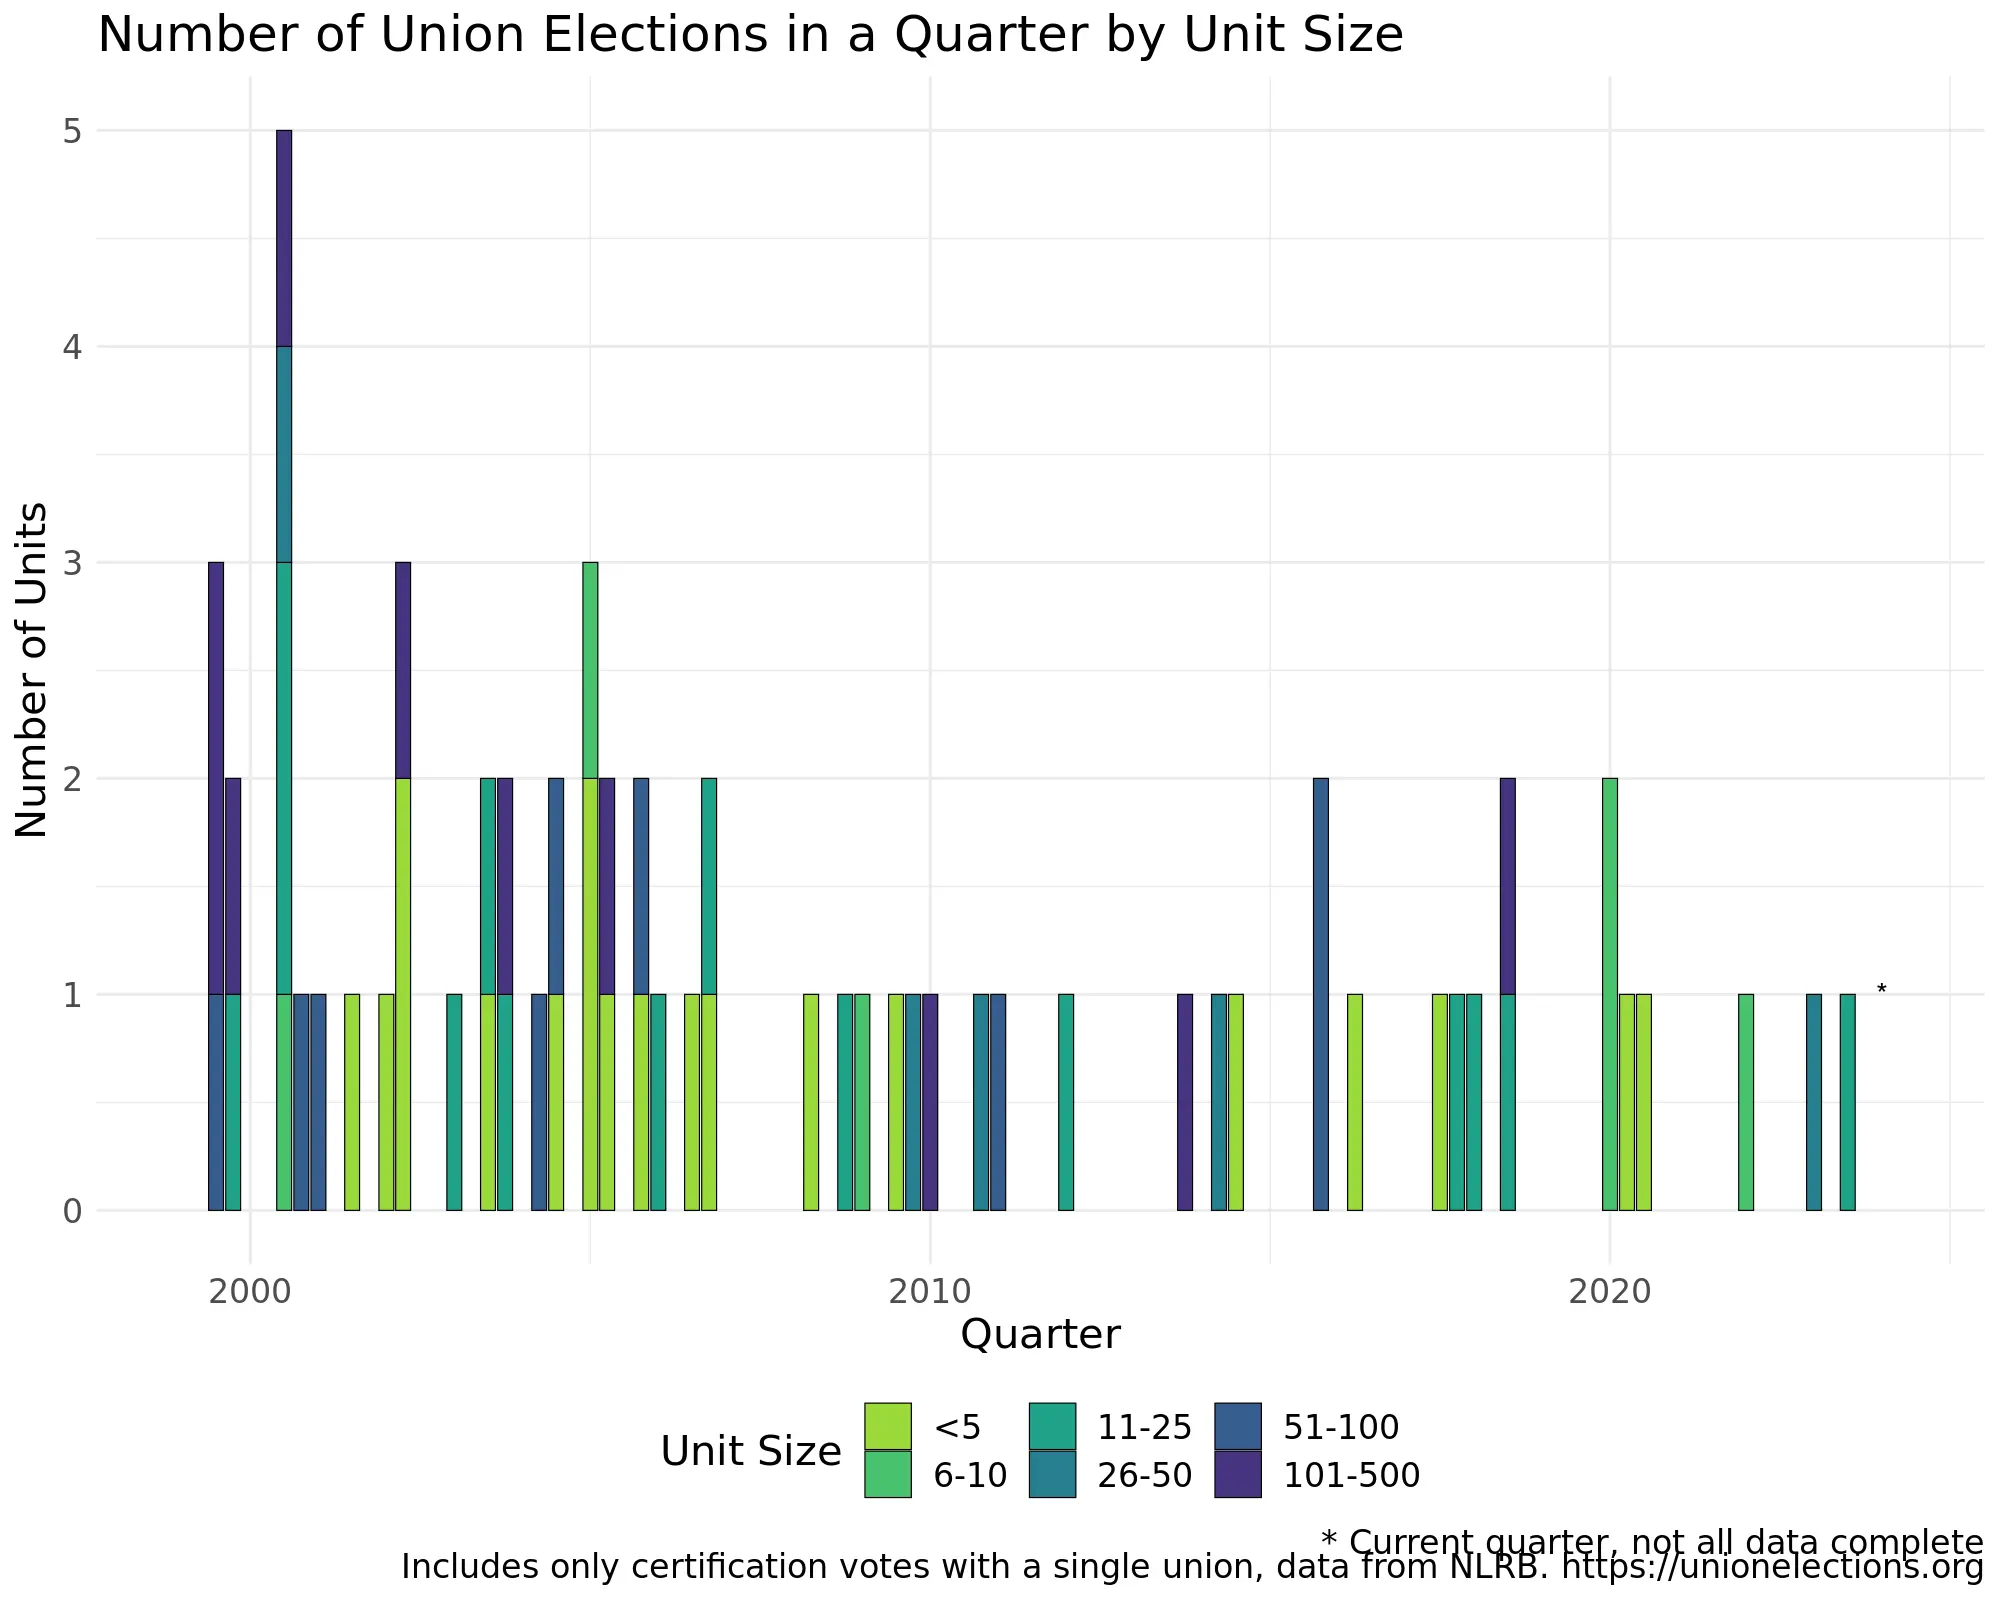 Number of Union Elections in a Quarter by Unit Size
Number of Units
5
4
3
2
1
0
*
2000 2010 2020
Quarter
Unit Size
<5 11-25 51-100
6-10 26-50 101-500
* Current quarter, not all data complete
Includes only certification votes with a single union, data from NLRB. https://unionelections.org